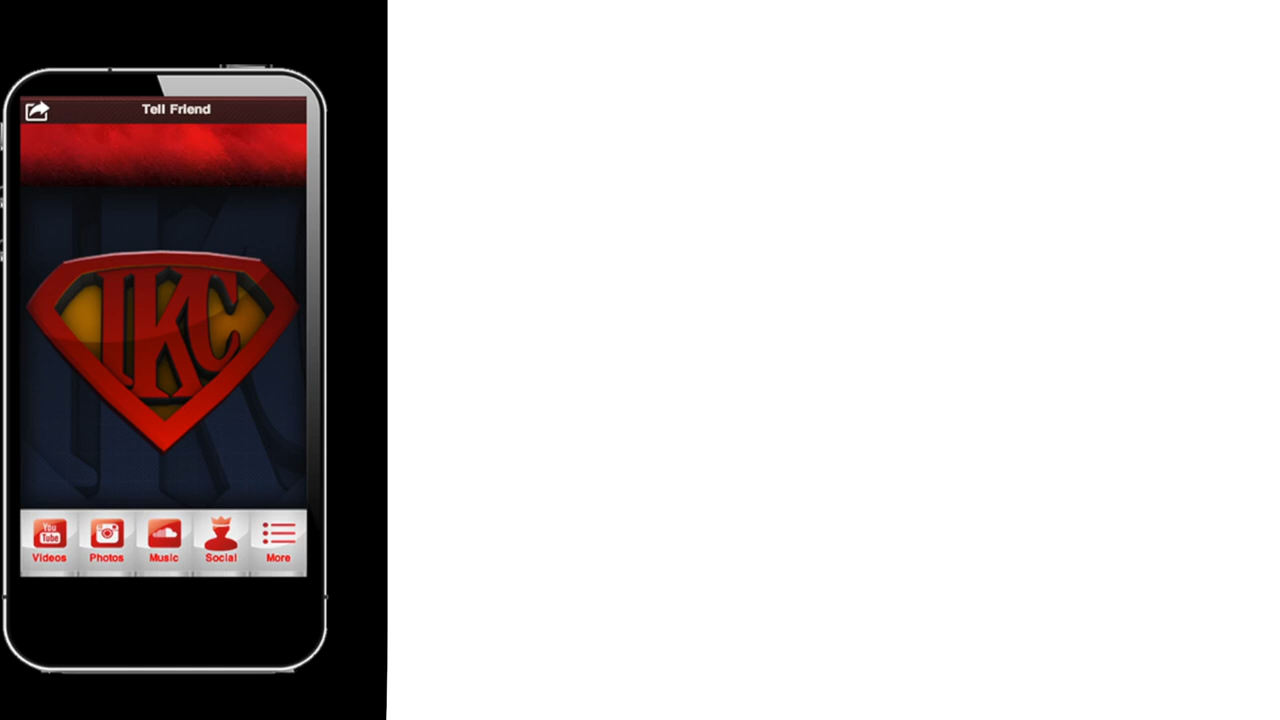 Tell Friend
IKC
You
Tube
Videos
Photos
Music
Social
More